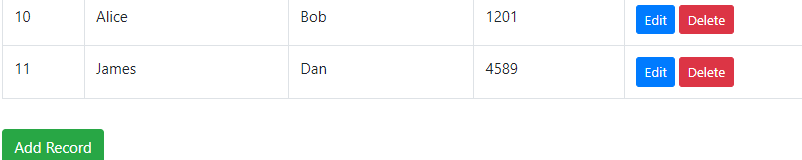 10 Alice Bob 1201 Edit Delete
11 James Dan 4589 Edit Delete
Add Record